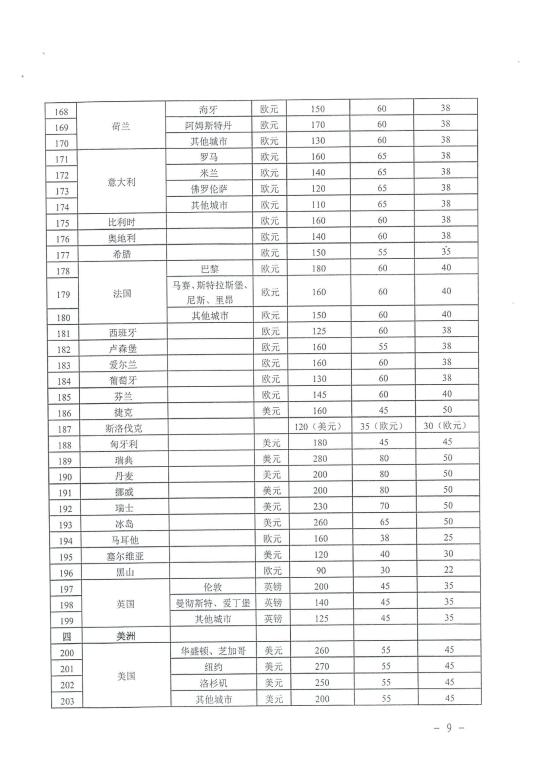 168 荷兰 海牙 欧元 150 60 38
169 阿姆斯特丹 欧元 170 60 38
170 其他城市 欧元 130 60 38
171 意大利 罗马 欧元 160 65 38
172 米兰 欧元 140 65 38
173 佛罗伦萨 欧元 120 65 38
174 其他城市 欧元 110 65 38
175 比利时 欧元 160 60 38
176 奥地利 欧元 140 60 38
177 希腊 欧元 150 55 35
178 法国 巴黎 欧元 180 60 40
179 马赛、斯特拉斯堡、 欧元 160 60 40
尼斯、里昂
180 其他城市 欧元 150 60 40
181 西班牙 欧元 125 60 38
182 卢森堡 欧元 160 55 38
183 爱尔兰 欧元 160 60 38
184 葡萄牙 欧元 130 60 38
185 芬兰 欧元 145 60 40
186 捷克 美元 160 45 50
187 斯洛伐克 120（美元） 35（欧元） 30（欧元）
188 匈牙利 美元 180 45 45
189 瑞典 美元 280 80 50
190 丹麦 美元 200 80 50
191 挪威 美元 200 80 50
192 瑞士 美元 230 70 50
193 冰岛 美元 260 65 50
194 马耳他 欧元 160 38 25
195 塞尔维亚 美元 120 40 30
196 黑山 欧元 90 30 22
197 英国 伦敦 英镑 200 45 35
198 曼彻斯特、爱丁堡 英镑 140 45 35
199 其他城市 英镑 125 45 35
四 美洲
200 美国 华盛顿、芝加哥 美元 260 55 45
201 纽约 美元 270 55 45
202 洛杉矶 美元 250 55 45
203 其他城市 美元 200 55 45
- 9 -